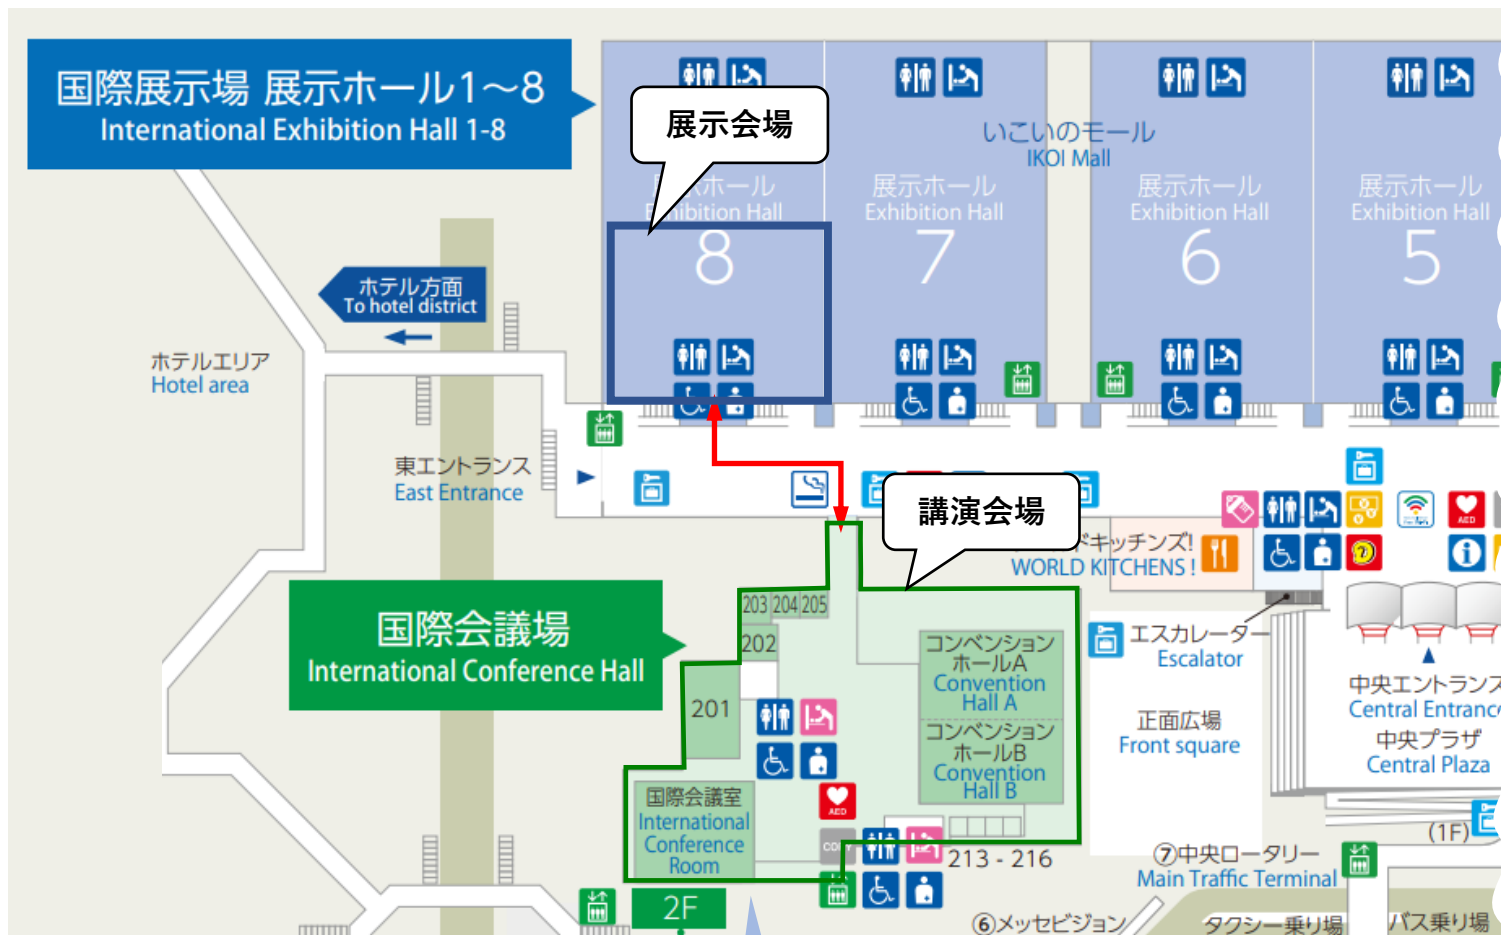 国際展示場 展示ホール1～8
International Exhibition Hall 1-8
展示会場
いこいのモール
IKOI Mall
展示ホール
Exhibition Hall
8
展示ホール
Exhibition Hall
7
展示ホール
Exhibition Hall
6
展示ホール
Exhibition Hall
5
ホテル方面
To hotel district
ホテルエリア
Hotel area
東エントランス
East Entrance
講演会場
キッチンズ!
WORLD KITCHENS !
AED
国際会議場
International Conference Hall
203
204
205
202
201
コンベンション
ホールA
Convention
Hall A
コンベンション
ホールB
Convention
Hall B
国際会議室
International
Conference
Room
AED
213 - 216
2F
エスカレーター
Escalator
正面広場
Front square
中央エントランス
Central Entrance
中央プラザ
Central Plaza
(1F)
⑦中央ロータリー
Main Traffic Terminal
⑥メッセビジョン
タクシー乗り場
バス乗り場